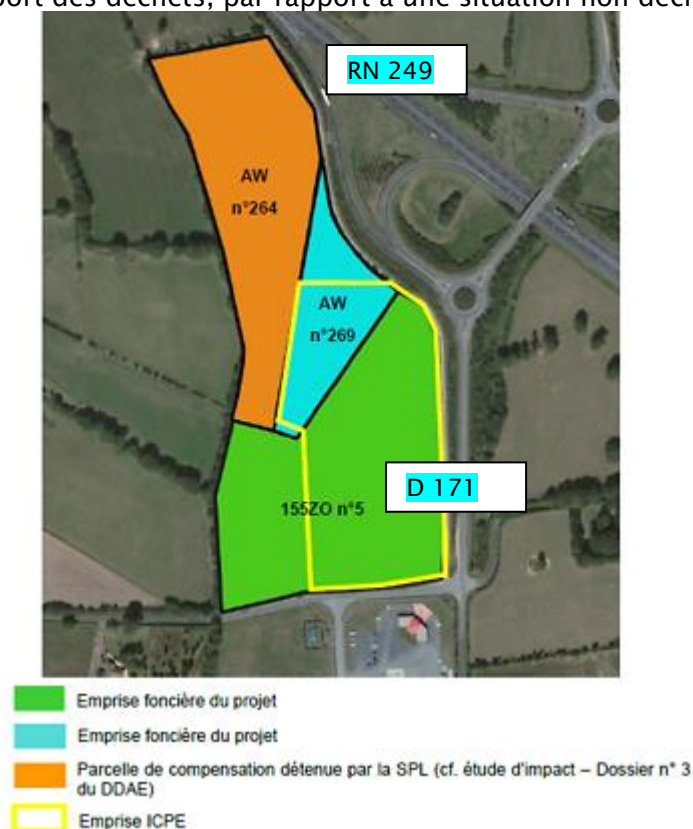 port des déchets, par rapport à une situation non décr
RN 249
AW
n°264
AW
n°269
D 171
155ZO n°5
Emprise foncière du projet
Emprise foncière du projet
Parcelle de compensation détenue par la SPL (cf. étude d'impact – Dossier n° 3
du DDAE)
Emprise ICPE